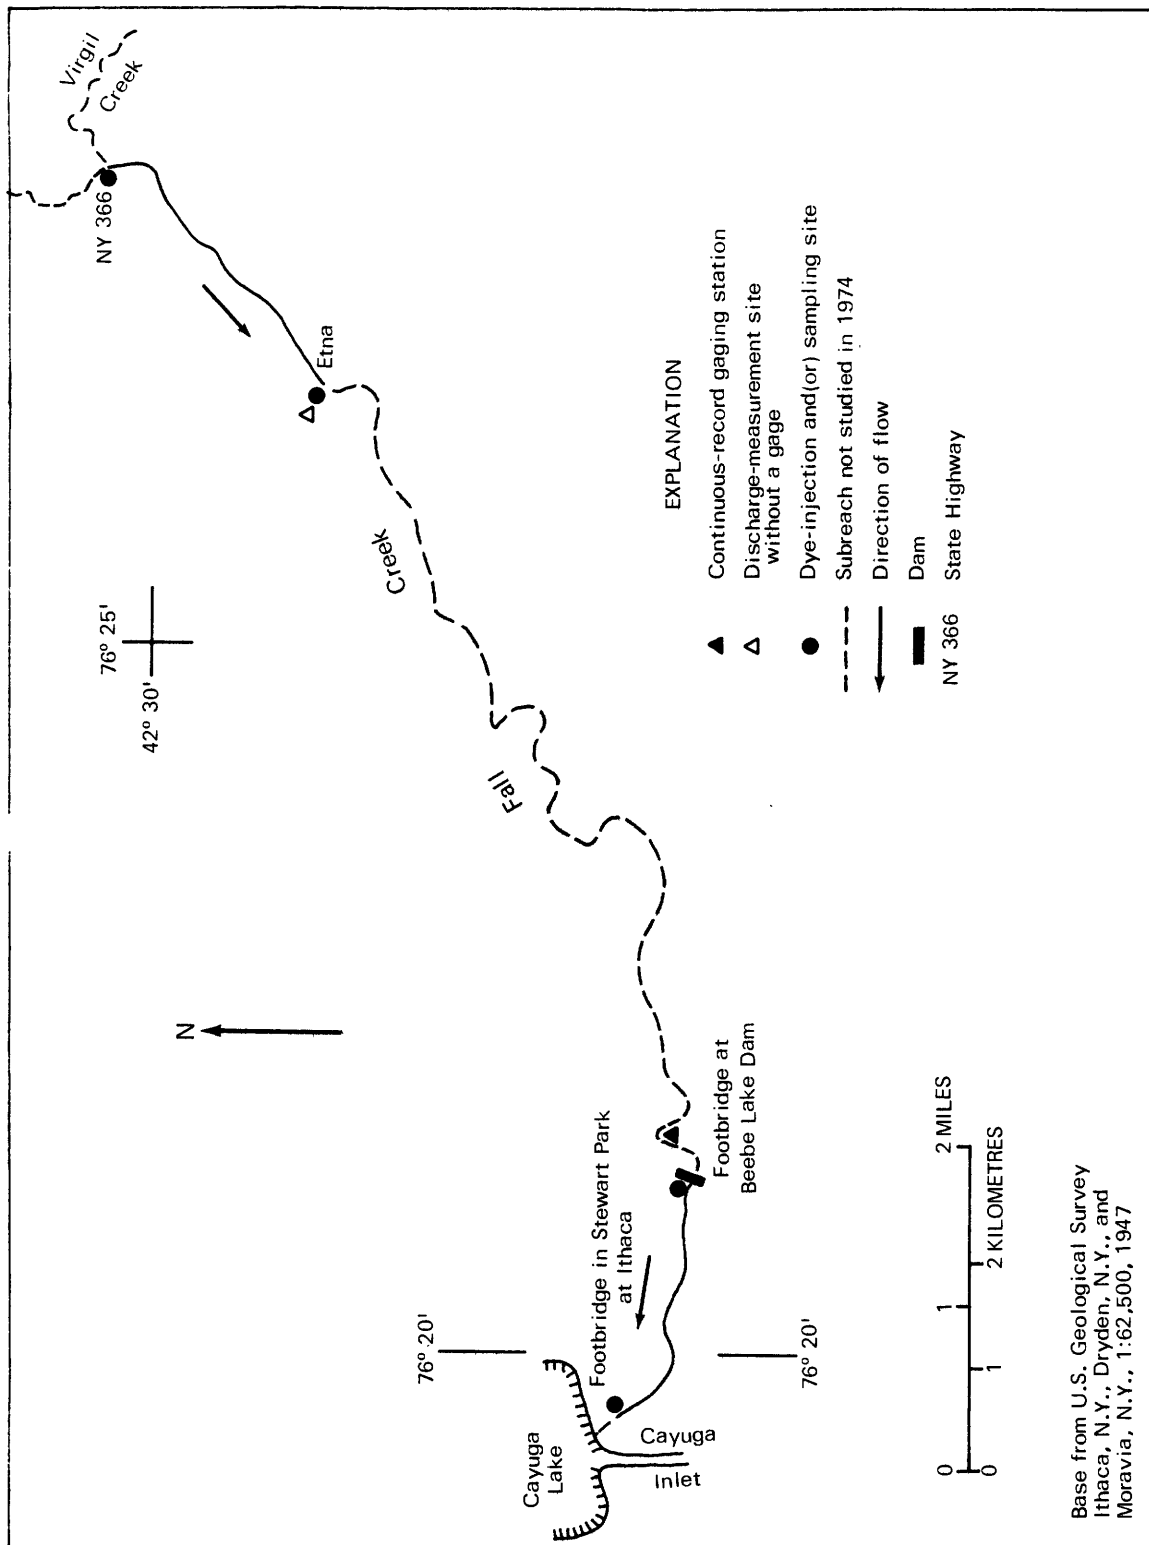 Virgil
Creek
NY 366
Etna
76° 25'
42° 30'
Creek
Fall
N
Footbridge at
Beebe Lake Dam
Footbridge in Stewart Park
at Ithaca
76° 20'
76° 20'
Cayuga
Lake
Cayuga
Inlet
EXPLANATION
Continuous-record gaging station
Discharge-measurement site
without a gage
Dye-injection and(or) sampling site
Subreach not studied in 1974
Direction of flow
Dam
NY 366 State Highway
0 1 2 MILES
0 1 2 KILOMETRES
Base from U.S. Geological Survey
Ithaca, N.Y., Dryden, N.Y., and
Moravia, N.Y., 1:62,500, 1947